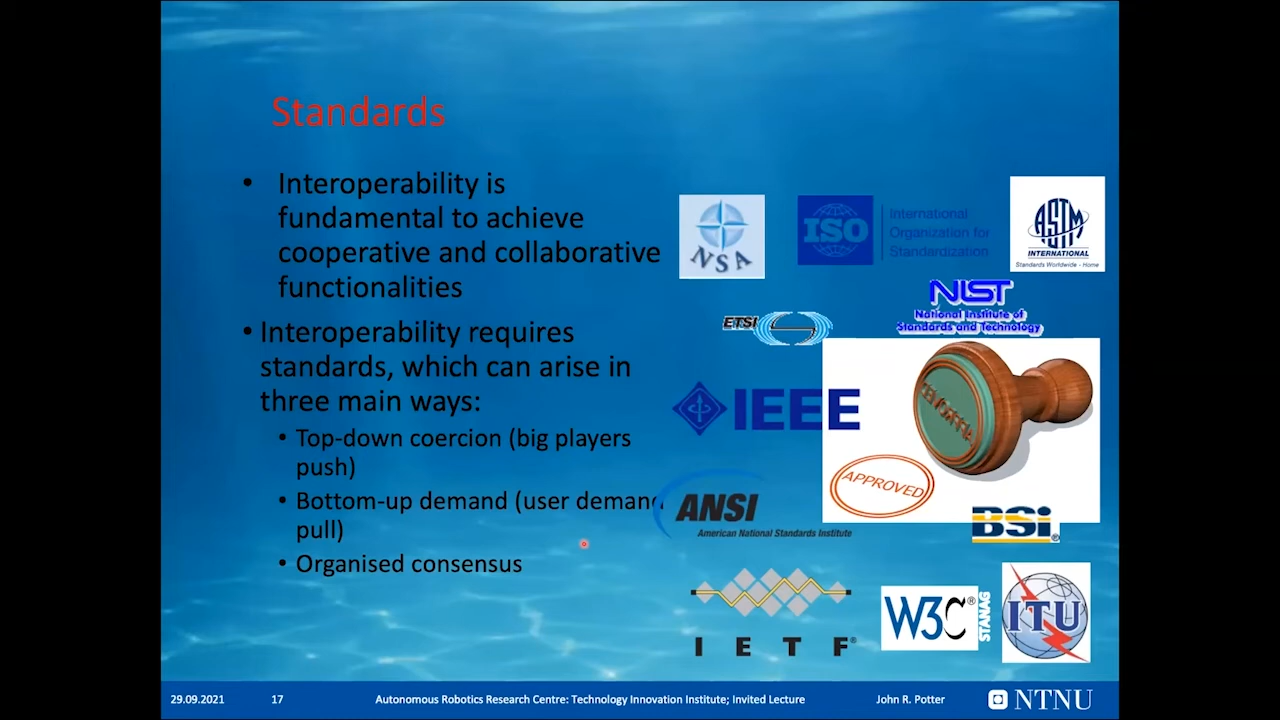 Standards
• Interoperability is
fundamental to achieve
cooperative and collaborative
functionalities
• Interoperability requires
standards, which can arise in
three main ways:
• Top-down coercion (big players
push)
• Bottom-up demand (user demand
pull)
• Organised consensus
NSA
ISO
International
Organization for
Standardization
ASTM
INTERNATIONAL
Standards Worldwide - Home
NIST
National Institute of
Standards and Technology
ETSI
IEEE
APPROVED
ANSI
American National Standards Institute
BSi®
IETF®
W3C®
STANAG
ITU
29.09.2021
17
Autonomous Robotics Research Centre: Technology Innovation Institute; Invited Lecture
John R. Potter
NTNU